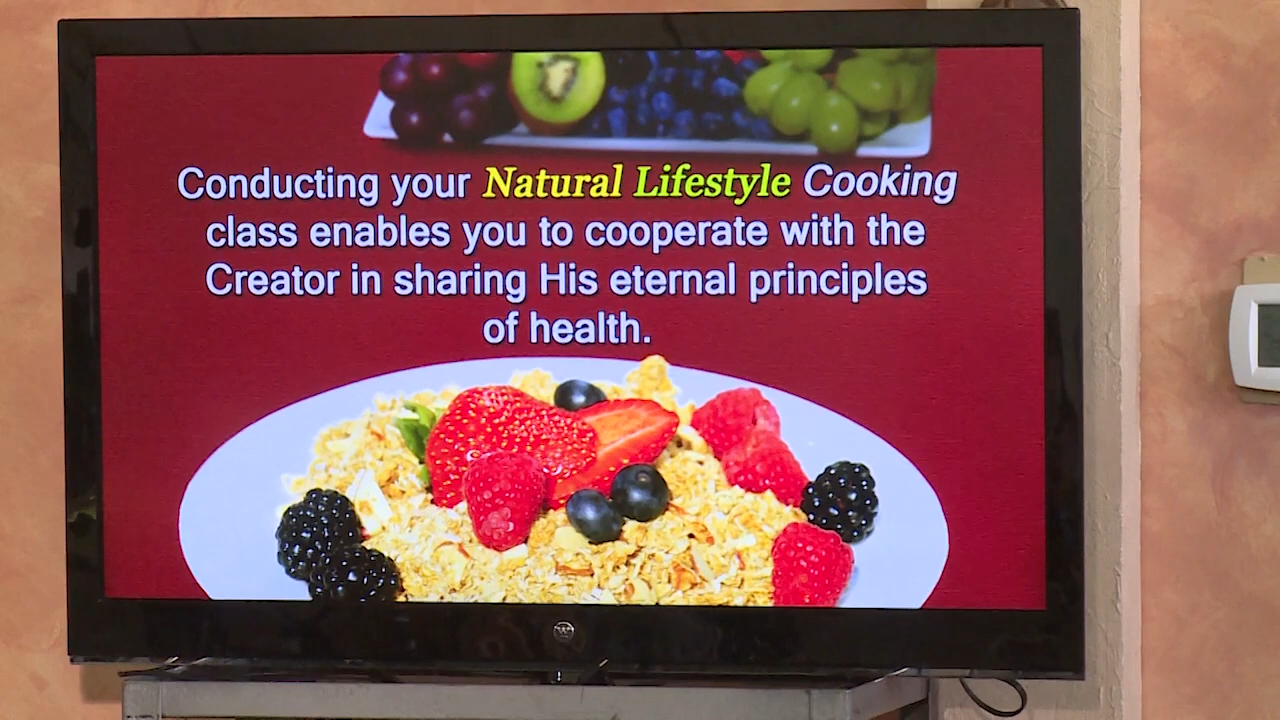 Conducting your Natural Lifestyle Cooking
class enables you to cooperate with the
Creator in sharing His eternal principles
of health.
W